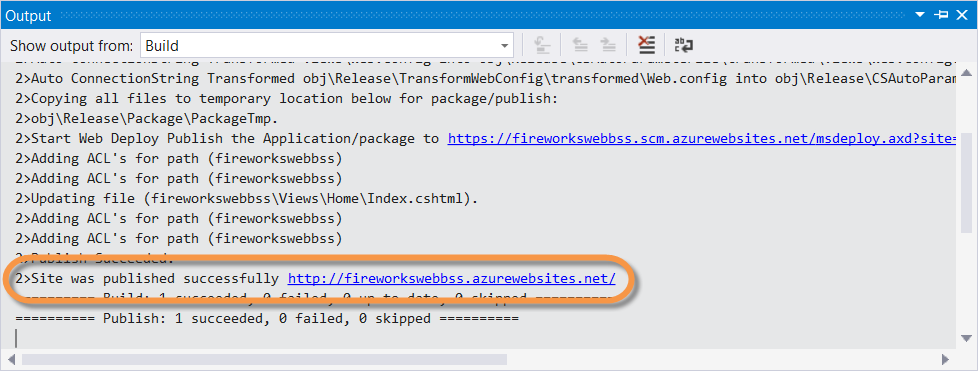 Output
Show output from: Build
2>Auto ConnectionString Transformed obj\Release\TransformWebConfig\transformed\Web.config into obj\Release\CSAutoParam
2>Copying all files to temporary location below for package/publish:
2>obj\Release\Package\PackageTmp.
2>Start Web Deploy Publish the Application/package to https://fireworkswebbss.scm.azurewebsites.net/msdeploy.axd?site=
2>Adding ACL's for path (fireworkswebbss)
2>Adding ACL's for path (fireworkswebbss)
2>Updating file (fireworkswebbss\Views\Home\Index.cshtml).
2>Adding ACL's for path (fireworkswebbss)
2>Adding ACL's for path (fireworkswebbss)
2>Publish Succeeded.
2>Site was published successfully http://fireworkswebbss.azurewebsites.net/
========== Build: 1 succeeded, 0 failed, 0 up-to-date, 0 skipped ==========
========== Publish: 1 succeeded, 0 failed, 0 skipped ==========